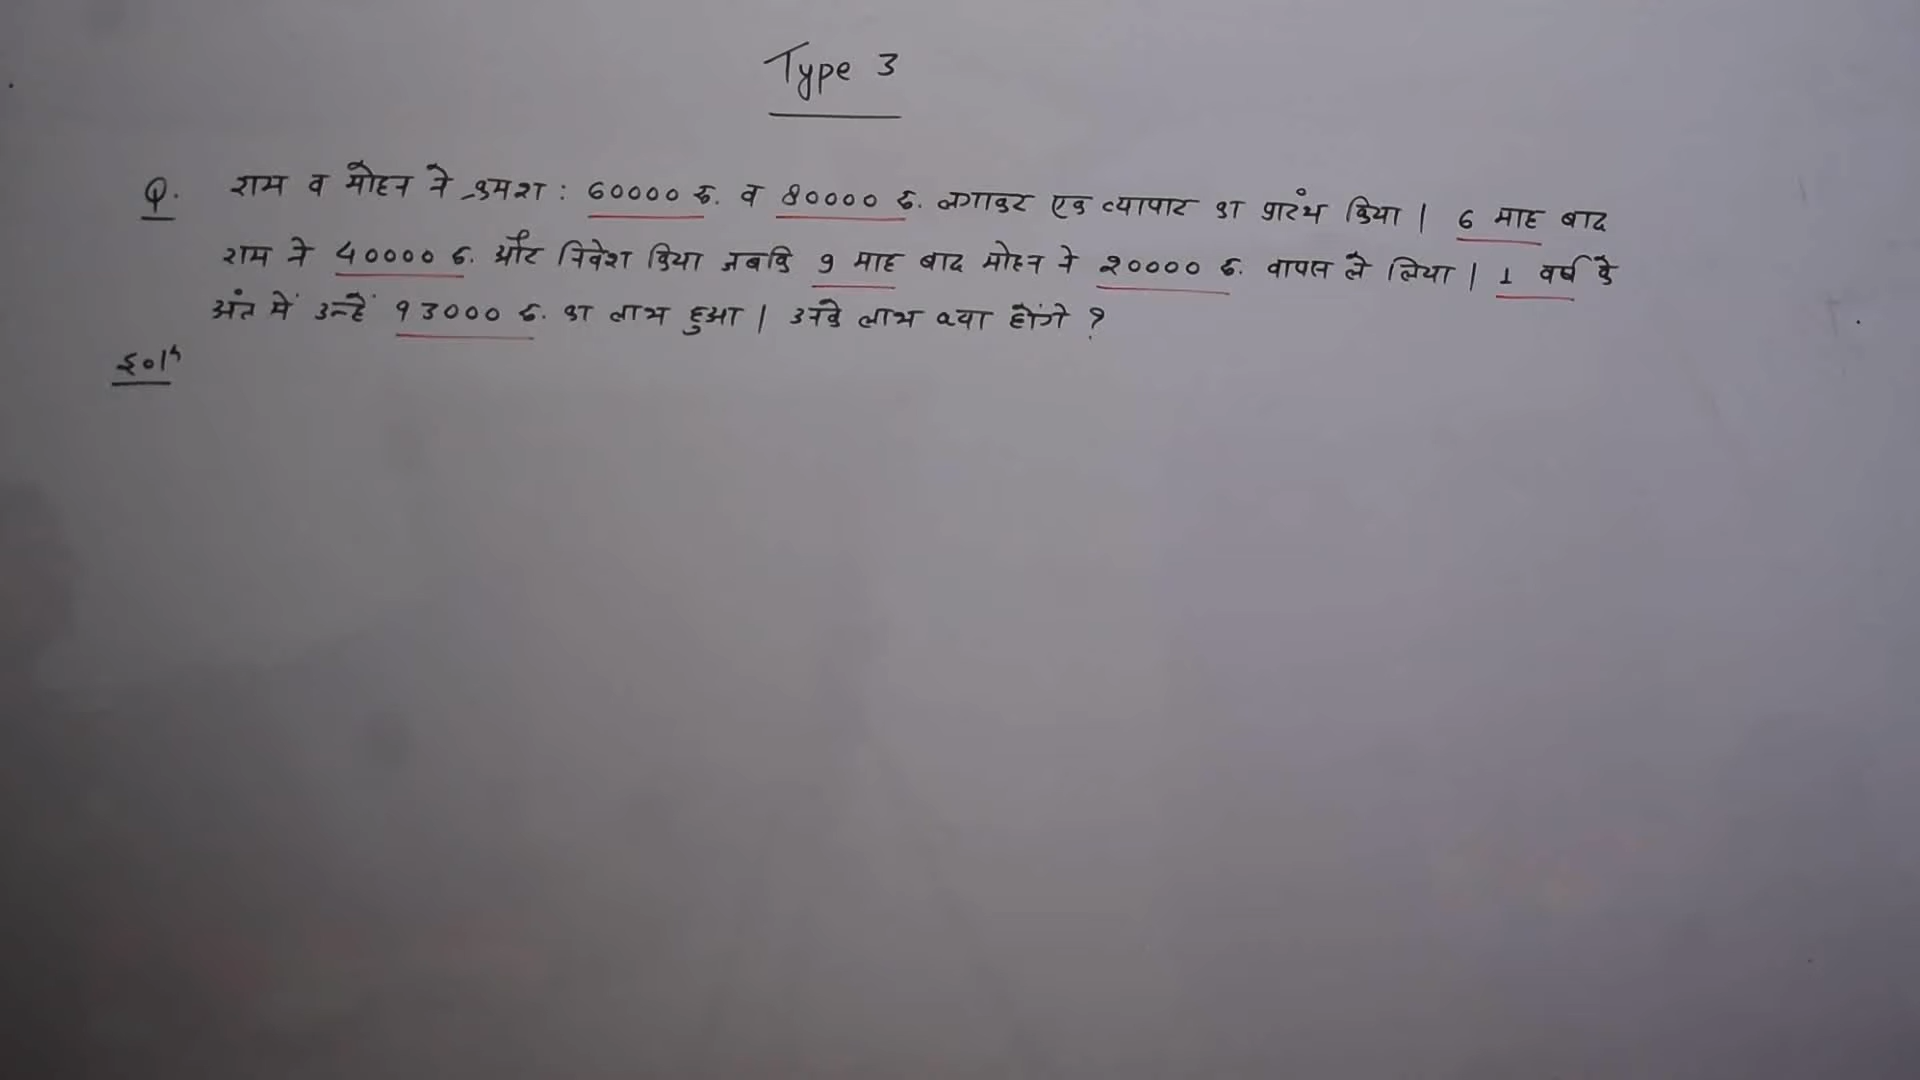 Type 3
Q. राम व मोहन ने क्रमश: 60000 रु. व 80000 रु. लगाकर एक व्यापार का प्रारंभ किया | 6 माह बाद
राम ने 40000 रु. और निवेश किया जबकि 9 माह बाद मोहन ने 20000 रु. वापस ले लिया | 1 वर्ष के
अंत में उन्हें 93000 रु. का लाभ हुआ | उनके लाभ क्या होंगे ?
Solⁿ